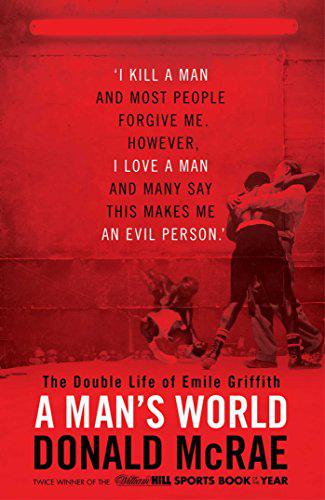 'I KILL A MAN
AND MOST PEOPLE
FORGIVE ME.
HOWEVER,
I LOVE A MAN
AND MANY SAY
THIS MAKES ME
AN EVIL PERSON.'
The Double Life of Emile Griffith
A MAN'S WORLD
DONALD McRAE
TWICE WINNER OF THE William HILL SPORTS BOOK OF THE YEAR